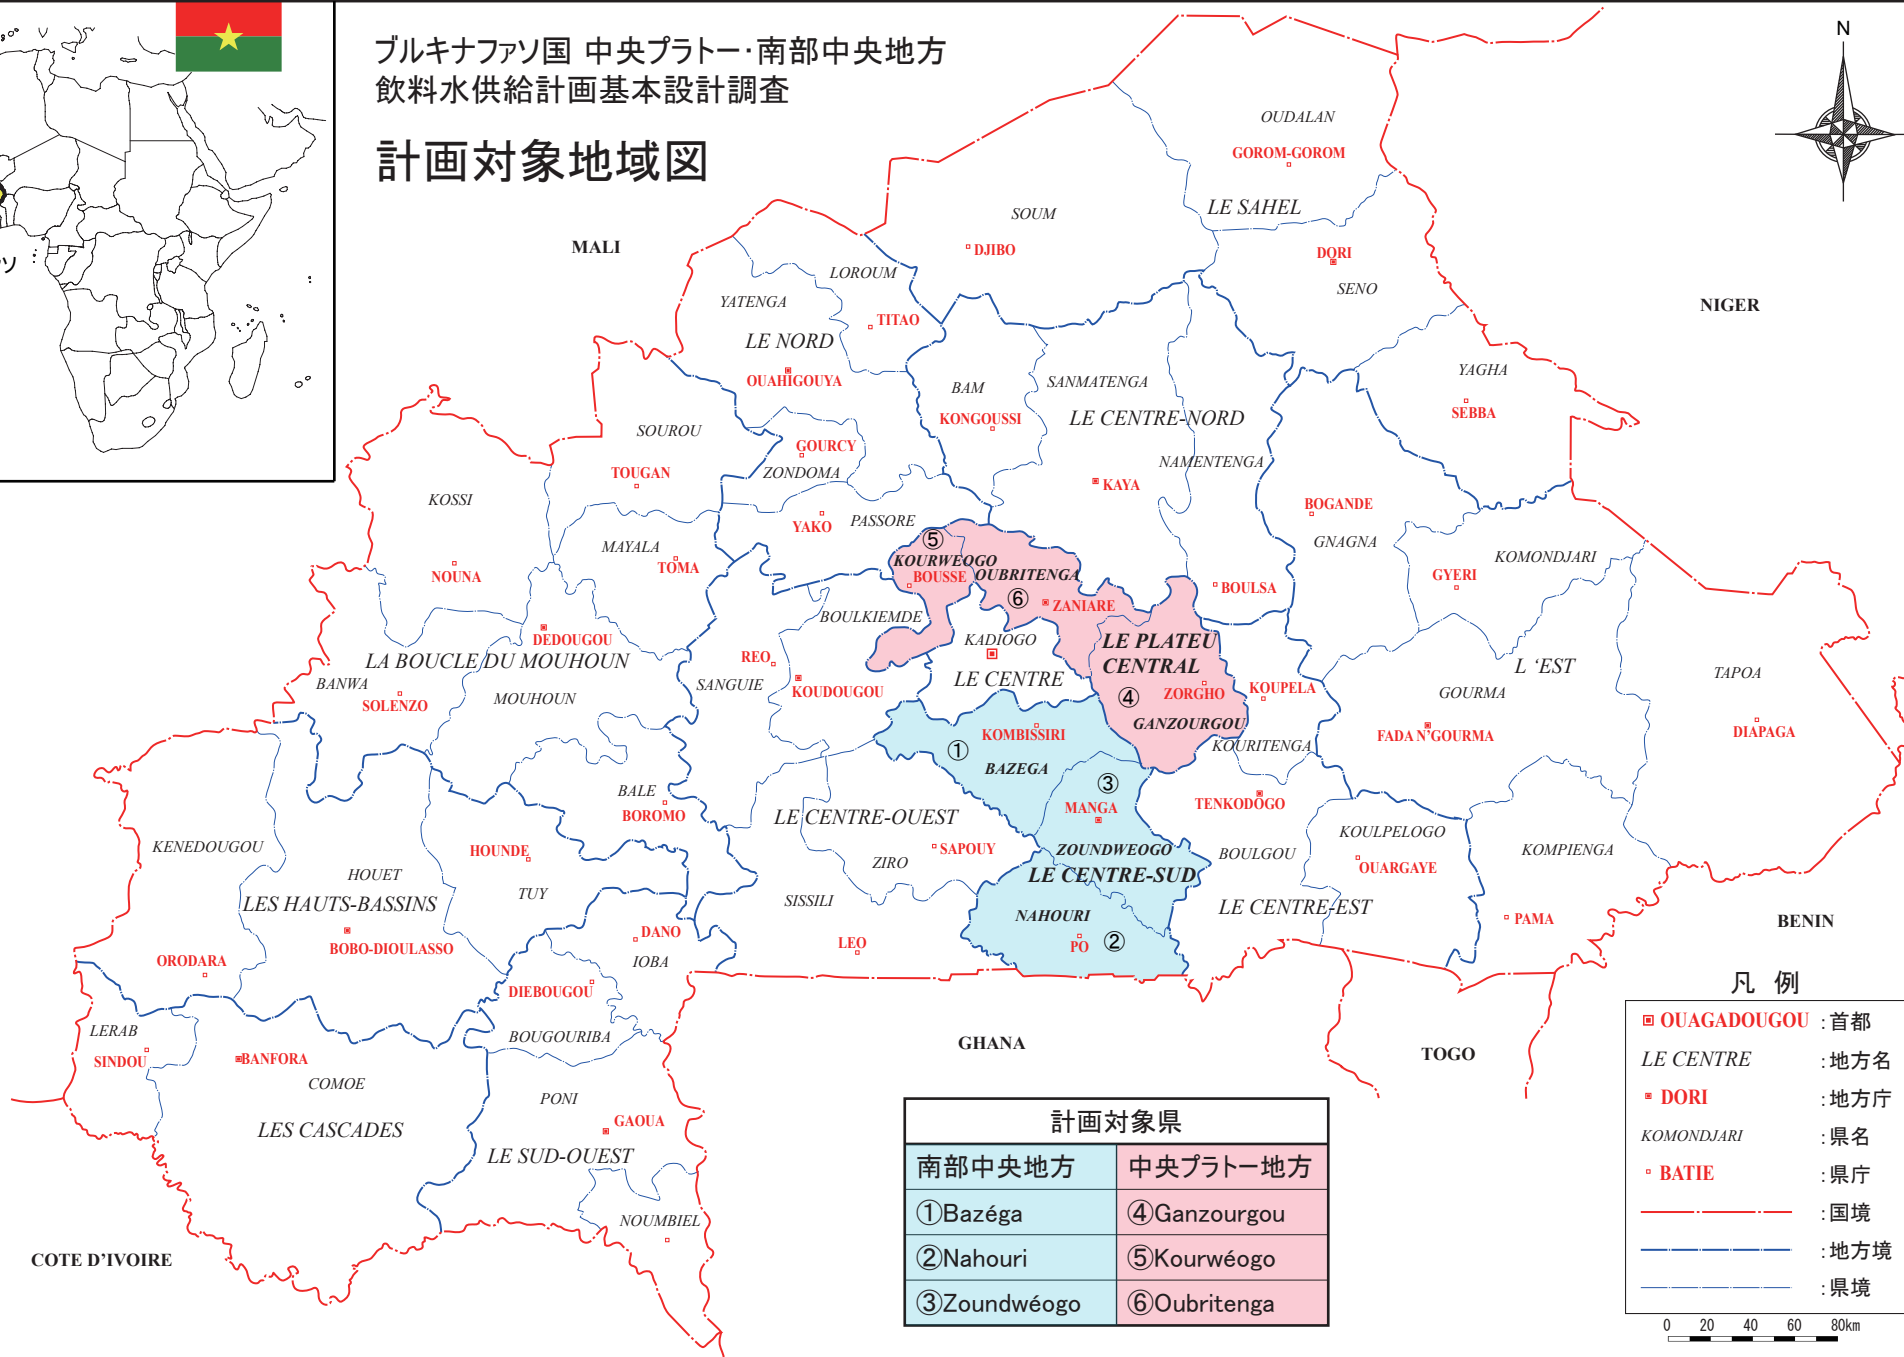 ブルキナファソ国 中央プラトー・南部中央地方
飲料水供給計画基本設計調査
計画対象地域図
N
ソ
MALI
NIGER
BENIN
TOGO
GHANA
COTE D'IVOIRE
OUDALAN
GOROM-GOROM
LE SAHEL
SOUM
DJIBO
DORI
SENO
LOROUM
YATENGA
TITAO
LE NORD
OUAHIGOUYA
YAGHA
SEBBA
BAM
SANMATENGA
KONGOUSSI
LE CENTRE-NORD
SOUROU
GOURCY
ZONDOMA
TOUGAN
NAMENTENGA
KAYA
KOSSI
BOGANDE
YAKO
PASSORE
GNAGNA
KOMONDJARI
MAYALA
TOMA
⑤
KOURWEOGO
BOUSSE
OUBRITENGA
⑥
ZANIARE
NOUNA
GYERI
BOULSA
BOULKIEMDE
DEDOUGOU
KADIOGO
LE PLATEU
CENTRAL
LA BOUCLE DU MOUHOUN
REO
LE CENTRE
L 'EST
TAPOA
BANWA
SOLENZO
MOUHOUN
SANGUIE
KOUDOUGOU
④
ZORGHO
KOUPELA
GOURMA
GANZOURGOU
KOMBISSIRI
①
BAZEGA
KOURITENGA
FADA N'GOURMA
DIAPAGA
③
MANGA
TENKODOGO
BALE
BOROMO
LE CENTRE-OUEST
KOULPELOGO
KENEDOUGOU
HOUNDE
SAPOUY
ZIRO
ZOUNDWEOGO
BOULGOU
OUARGAYE
KOMPIENGA
HOUET
LES HAUTS-BASSINS
TUY
LE CENTRE-SUD
SISSILI
NAHOURI
LE CENTRE-EST
PAMA
BOBO-DIOULASSO
DANO
LEO
PO
②
ORODARA
IOBA
DIEBOUGOU
LERAB
SINDOU
BOUGOURIBA
BANFORA
COMOE
PONI
GAOUA
LES CASCADES
LE SUD-OUEST
NOUMBIEL
計画対象県
南部中央地方 中央プラトー地方
①Bazéga ④Ganzourgou
②Nahouri ⑤Kourwéogo
③Zoundwéogo ⑥Oubritenga
凡 例
OUAGADOUGOU :首都
LE CENTRE :地方名
DORI :地方庁
KOMONDJARI :県名
BATIE :県庁
:国境
:地方境
:県境
0 20 40 60 80km